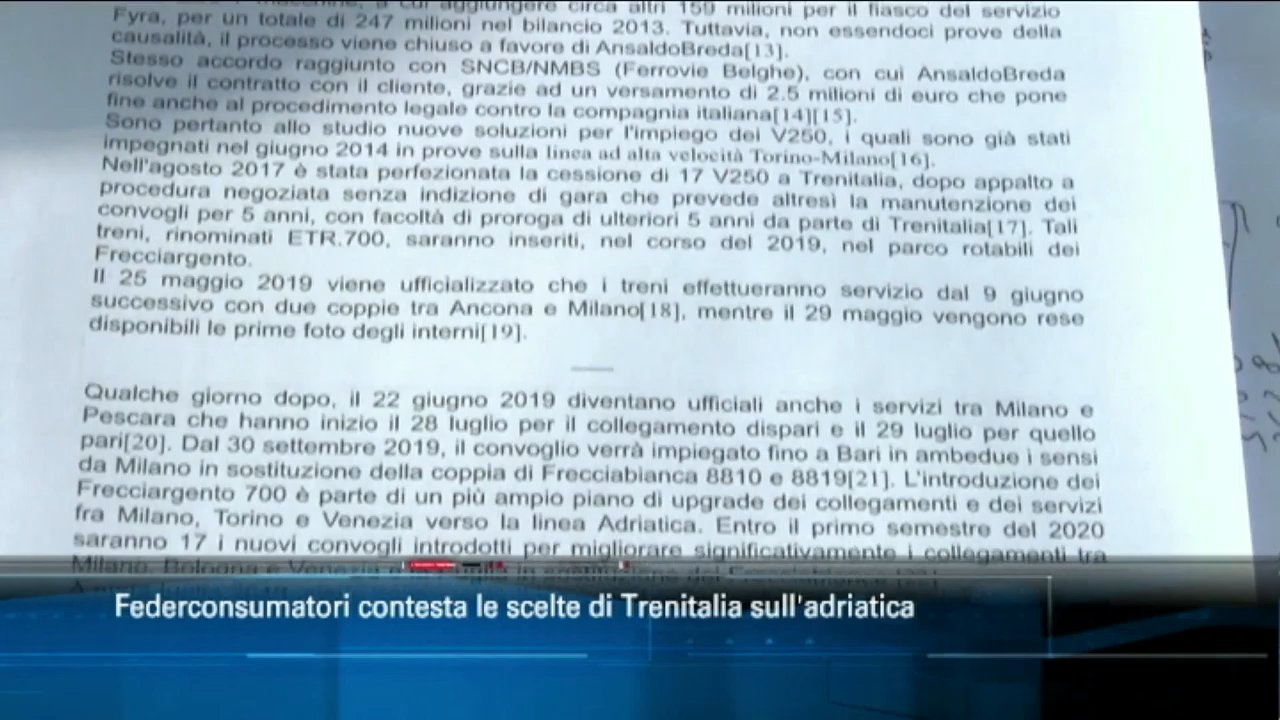 a cui aggiungere circa altri 159 milioni per il fiasco del servizio
Fyra, per un totale di 247 milioni nel bilancio 2013. Tuttavia, non essendoci prove della
causalità, il processo viene chiuso a favore di AnsaldoBreda[13].
Stesso accordo raggiunto con SNCB/NMBS (Ferrovie Belghe), con cui AnsaldoBreda
risolve il contratto con il cliente, grazie ad un versamento di 2.5 milioni di euro che pone
fine anche al procedimento legale contro la compagnia italiana[14][15].
Sono pertanto allo studio nuove soluzioni per l'impiego dei V250, i quali sono già stati
impegnati nel giugno 2014 in prove sulla linea ad alta velocità Torino-Milano[16].
Nell'agosto 2017 è stata perfezionata la cessione di 17 V250 a Trenitalia, dopo appalto a
procedura negoziata senza indizione di gara che prevede altresì la manutenzione dei
convogli per 5 anni, con facoltà di proroga di ulteriori 5 anni da parte di Trenitalia[17]. Tali
treni, rinominati ETR.700, saranno inseriti, nel corso del 2019, nel parco rotabili dei
Frecciargento.
Il 25 maggio 2019 viene ufficializzato che i treni effettueranno servizio dal 9 giugno
successivo con due coppie tra Ancona e Milano[18], mentre il 29 maggio vengono rese
disponibili le prime foto degli interni[19].
Qualche giorno dopo, il 22 giugno 2019 diventano ufficiali anche i servizi tra Milano e
Pescara che hanno inizio il 28 luglio per il collegamento dispari e il 29 luglio per quello
pari[20]. Dal 30 settembre 2019, il convoglio verrà impiegato fino a Bari in ambedue i sensi
da Milano in sostituzione della coppia di Frecciabianca 8810 e 8819[21]. L'introduzione dei
Frecciargento 700 è parte di un più ampio piano di upgrade dei collegamenti e dei servizi
fra Milano, Torino e Venezia verso la linea Adriatica. Entro il primo semestre del 2020
saranno 17 i nuovi convogli introdotti per migliorare significativamente i collegamenti tra
Milano, Bologna e Venezia
Federconsumatori contesta le scelte di Trenitalia sull'adriatica